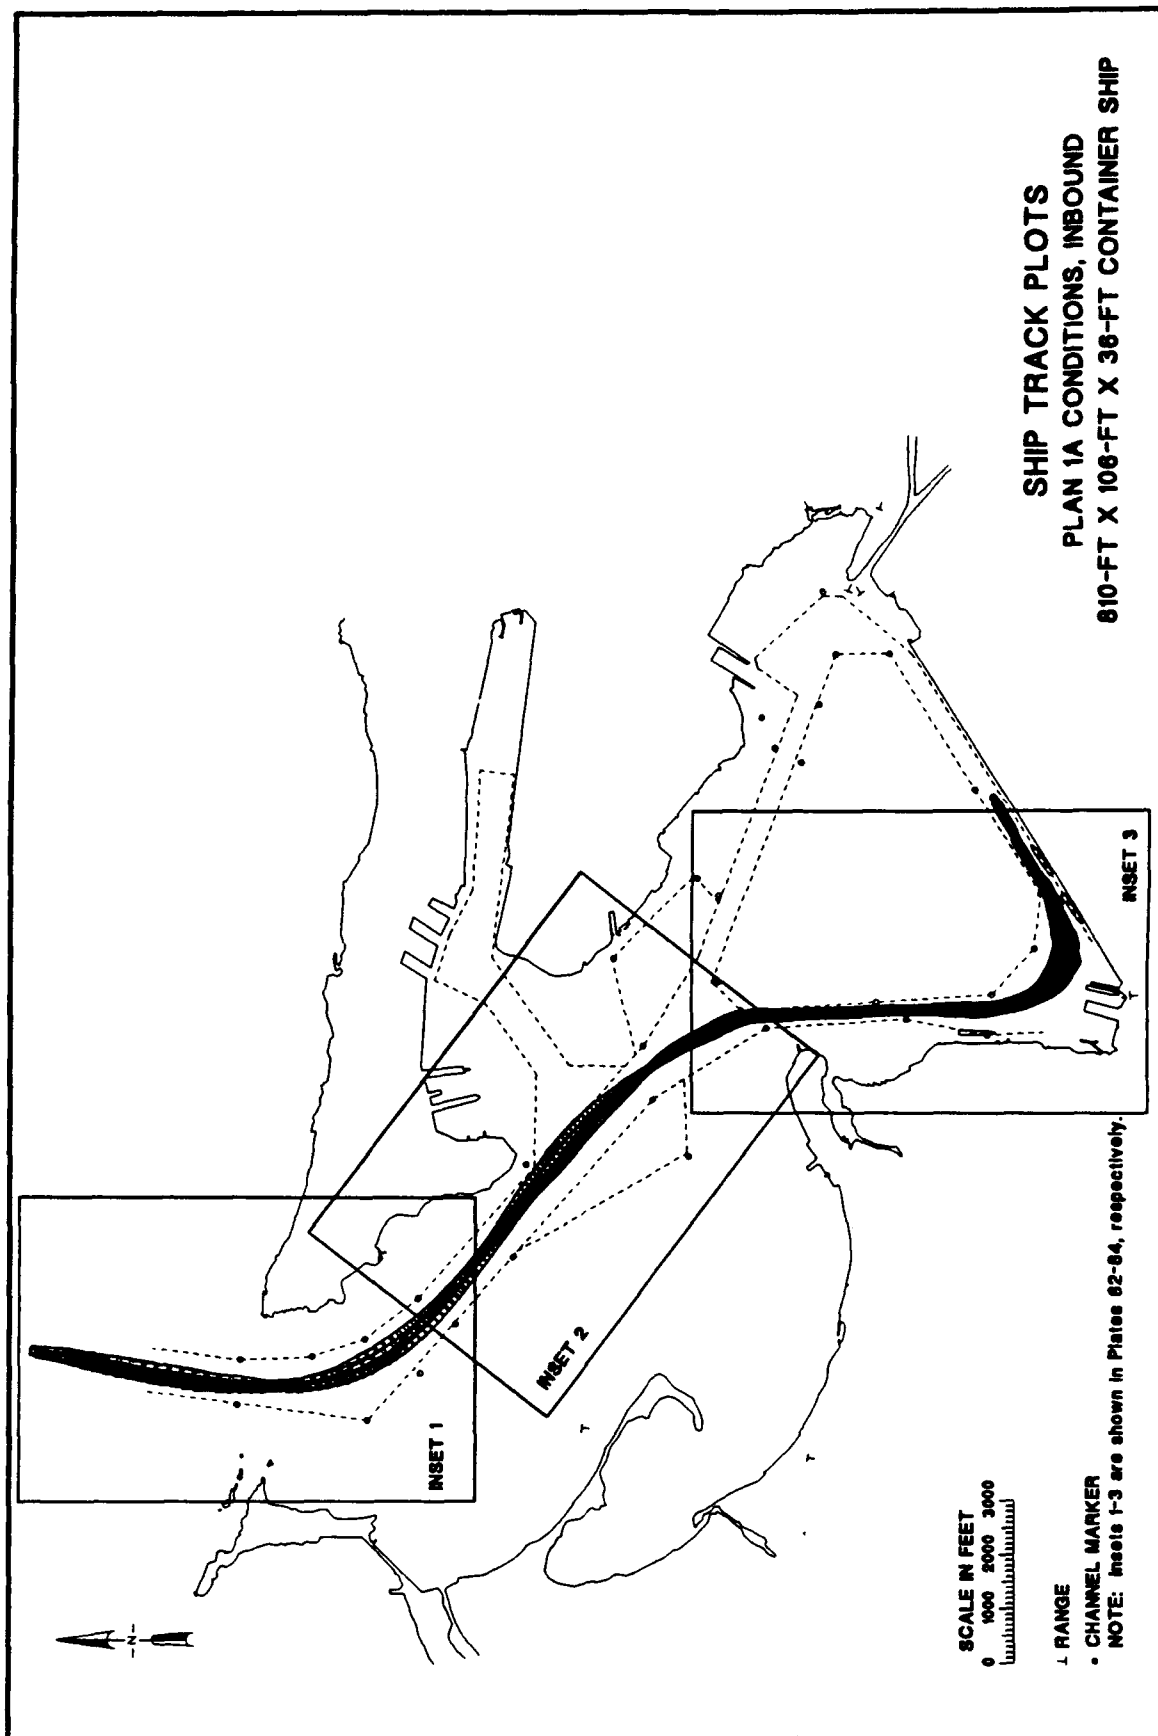 SHIP TRACK PLOTS
PLAN 1A CONDITIONS, INBOUND
810-FT X 106-FT X 36-FT CONTAINER SHIP
INSET 1
INSET 2
INSET 3
N
SCALE IN FEET
0 1000 2000 3000
RANGE
• CHANNEL MARKER
NOTE: Insets 1-3 are shown in Plates 62-64, respectively.